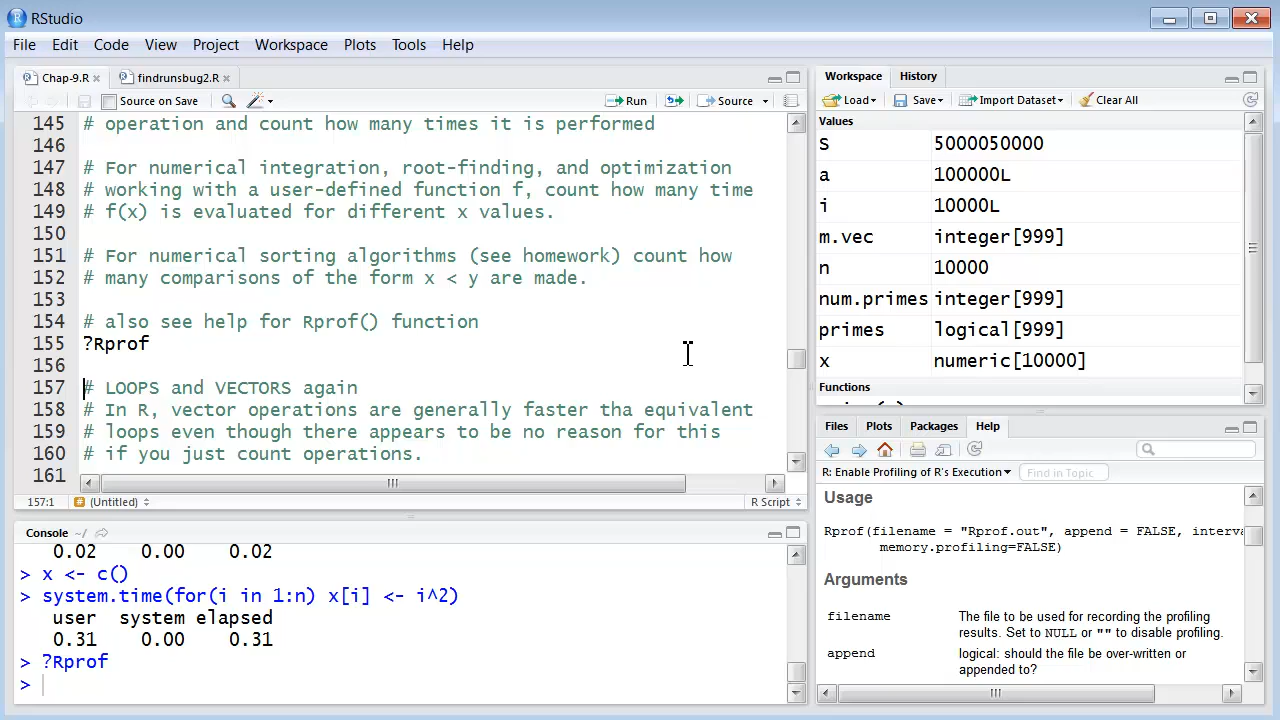 RStudio
File Edit Code View Project Workspace Plots Tools Help
Chap-9.R findrunsbug2.R
Source on Save Run Source
145 # operation and count how many times it is performed
146
147 # For numerical integration, root-finding, and optimization
148 # working with a user-defined function f, count how many time
149 # f(x) is evaluated for different x values.
150
151 # For numerical sorting algorithms (see homework) count how
152 # many comparisons of the form x < y are made.
153
154 # also see help for Rprof() function
155 ?Rprof
156
157 # LOOPS and VECTORS again
158 # In R, vector operations are generally faster tha equivalent
159 # loops even though there appears to be no reason for this
160 # if you just count operations.
161
157:1 (Untitled) R Script
Console ~/
0.02 0.00 0.02
> x <- c()
> system.time(for(i in 1:n) x[i] <- i^2)
user system elapsed
0.31 0.00 0.31
> ?Rprof
>
Workspace History
Load Save Import Dataset Clear All
Values
S 5000050000
a 100000L
i 10000L
m.vec integer[999]
n 10000
num.primes integer[999]
primes logical[999]
x numeric[10000]
Functions
Files Plots Packages Help
R: Enable Profiling of R's Execution Find in Topic
Usage
Rprof(filename = "Rprof.out", append = FALSE, interva
memory.profiling=FALSE)
Arguments
filename The file to be used for recording the profiling
results. Set to NULL or "" to disable profiling.
append logical: should the file be over-written or
appended to?